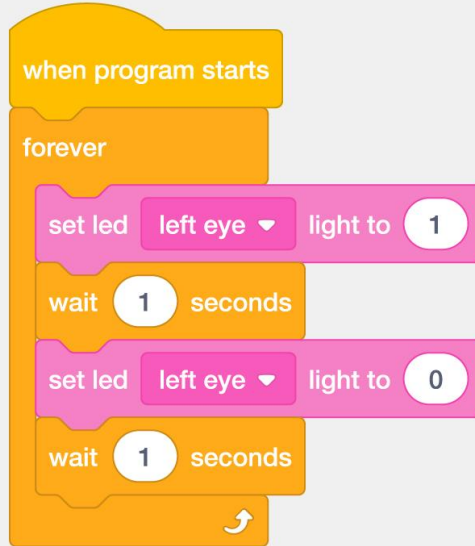 when program starts
forever
set led left eye light to 1
wait 1 seconds
set led left eye light to 0
wait 1 seconds